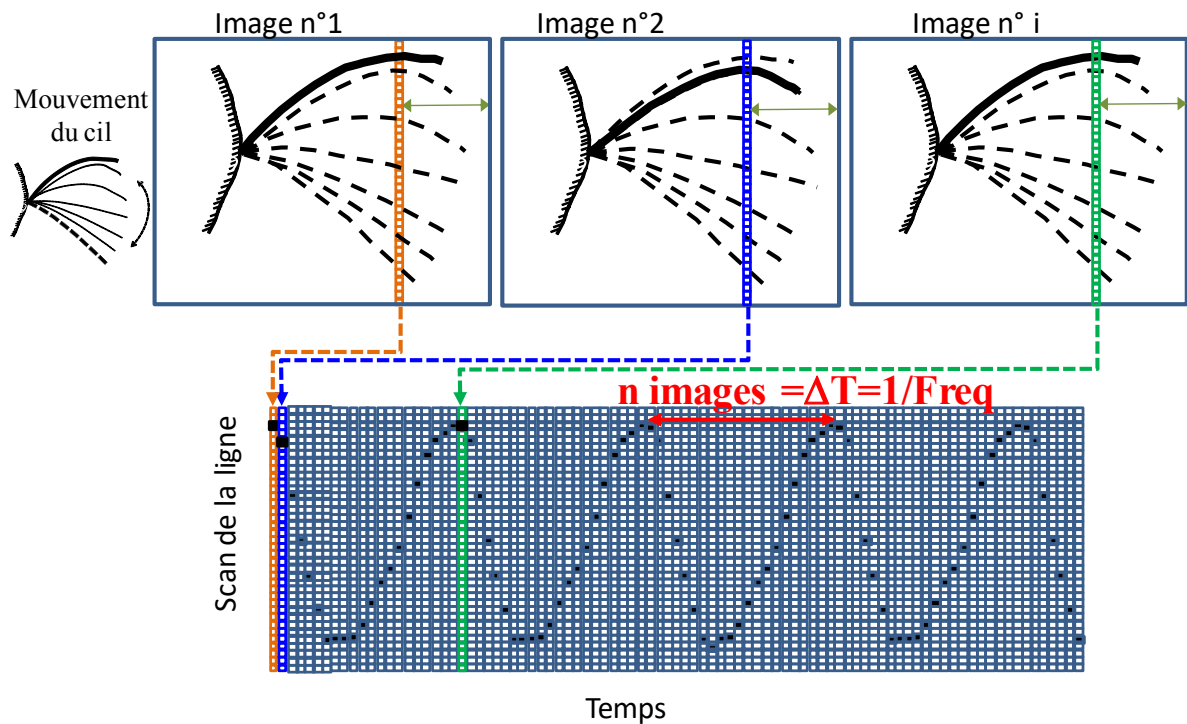 Image n°1
Image n°2
Image n° i
Mouvement
du cil
n images =ΔT=1/Freq
Scan de la ligne
Temps